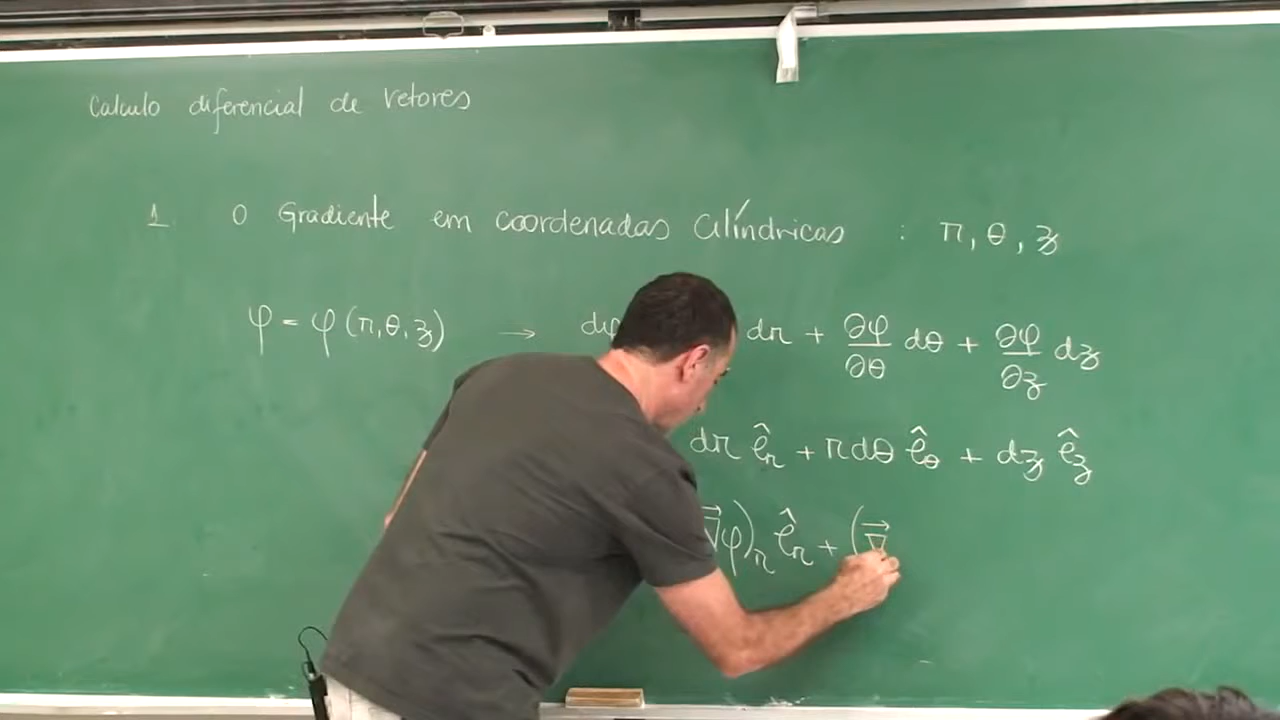 Calculo diferencial de vetores
1. O Gradiente em coordenadas cilíndricas : r, θ, z
φ = φ (r, θ, z) → dφ dr + ∂φ/∂θ dθ + ∂φ/∂z dz
dr ê_r + r dθ ê_θ + dz ê_z
∇⃗φ)_r ê_r + (∇⃗